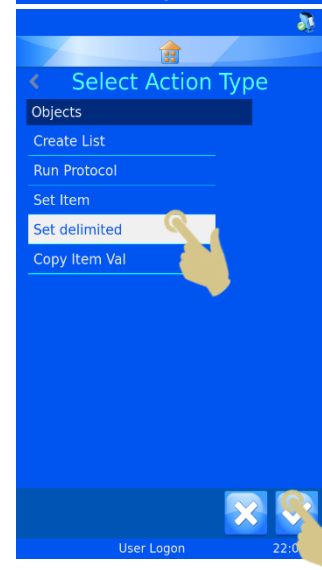 Select Action Type
Objects
Create List
Run Protocol
Set Item
Set delimited
Copy Item Val
User Logon